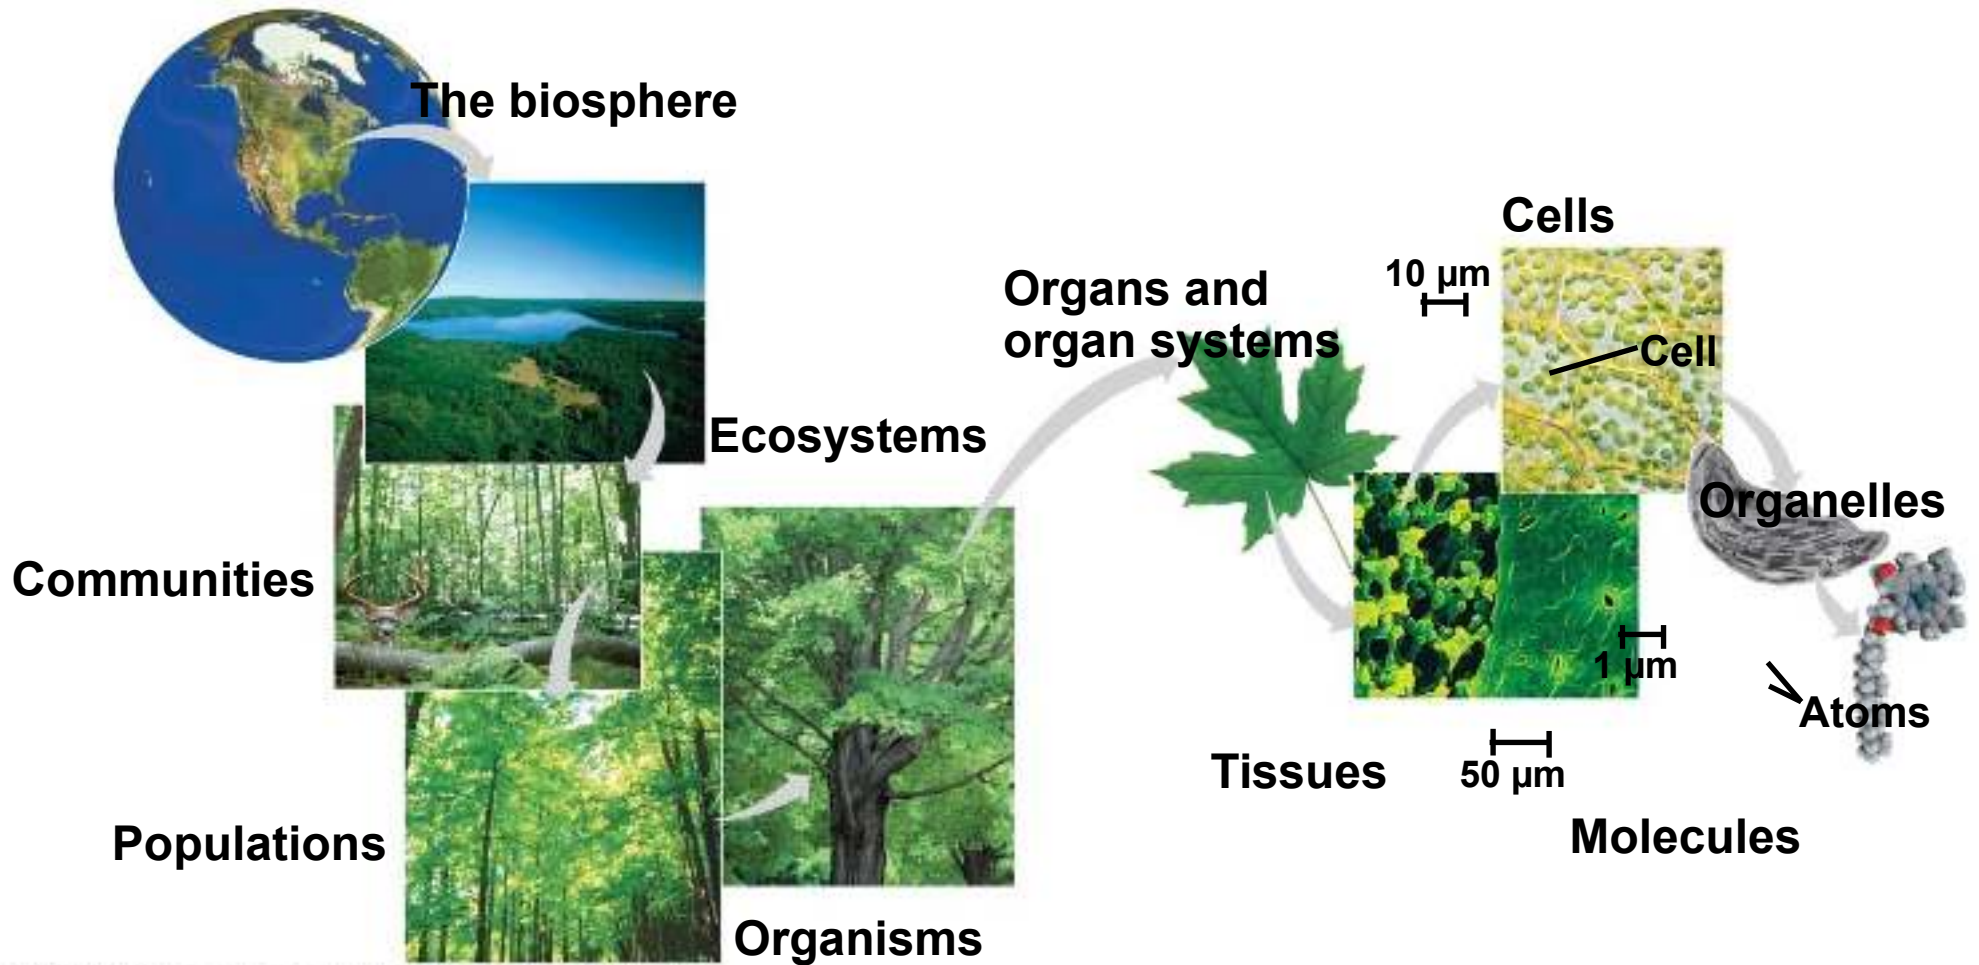 The biosphere
Cells
10 µm
Organs and
organ systems
Cell
Ecosystems
Organelles
Communities
1 µm
Atoms
Tissues
50 µm
Populations
Molecules
Organisms